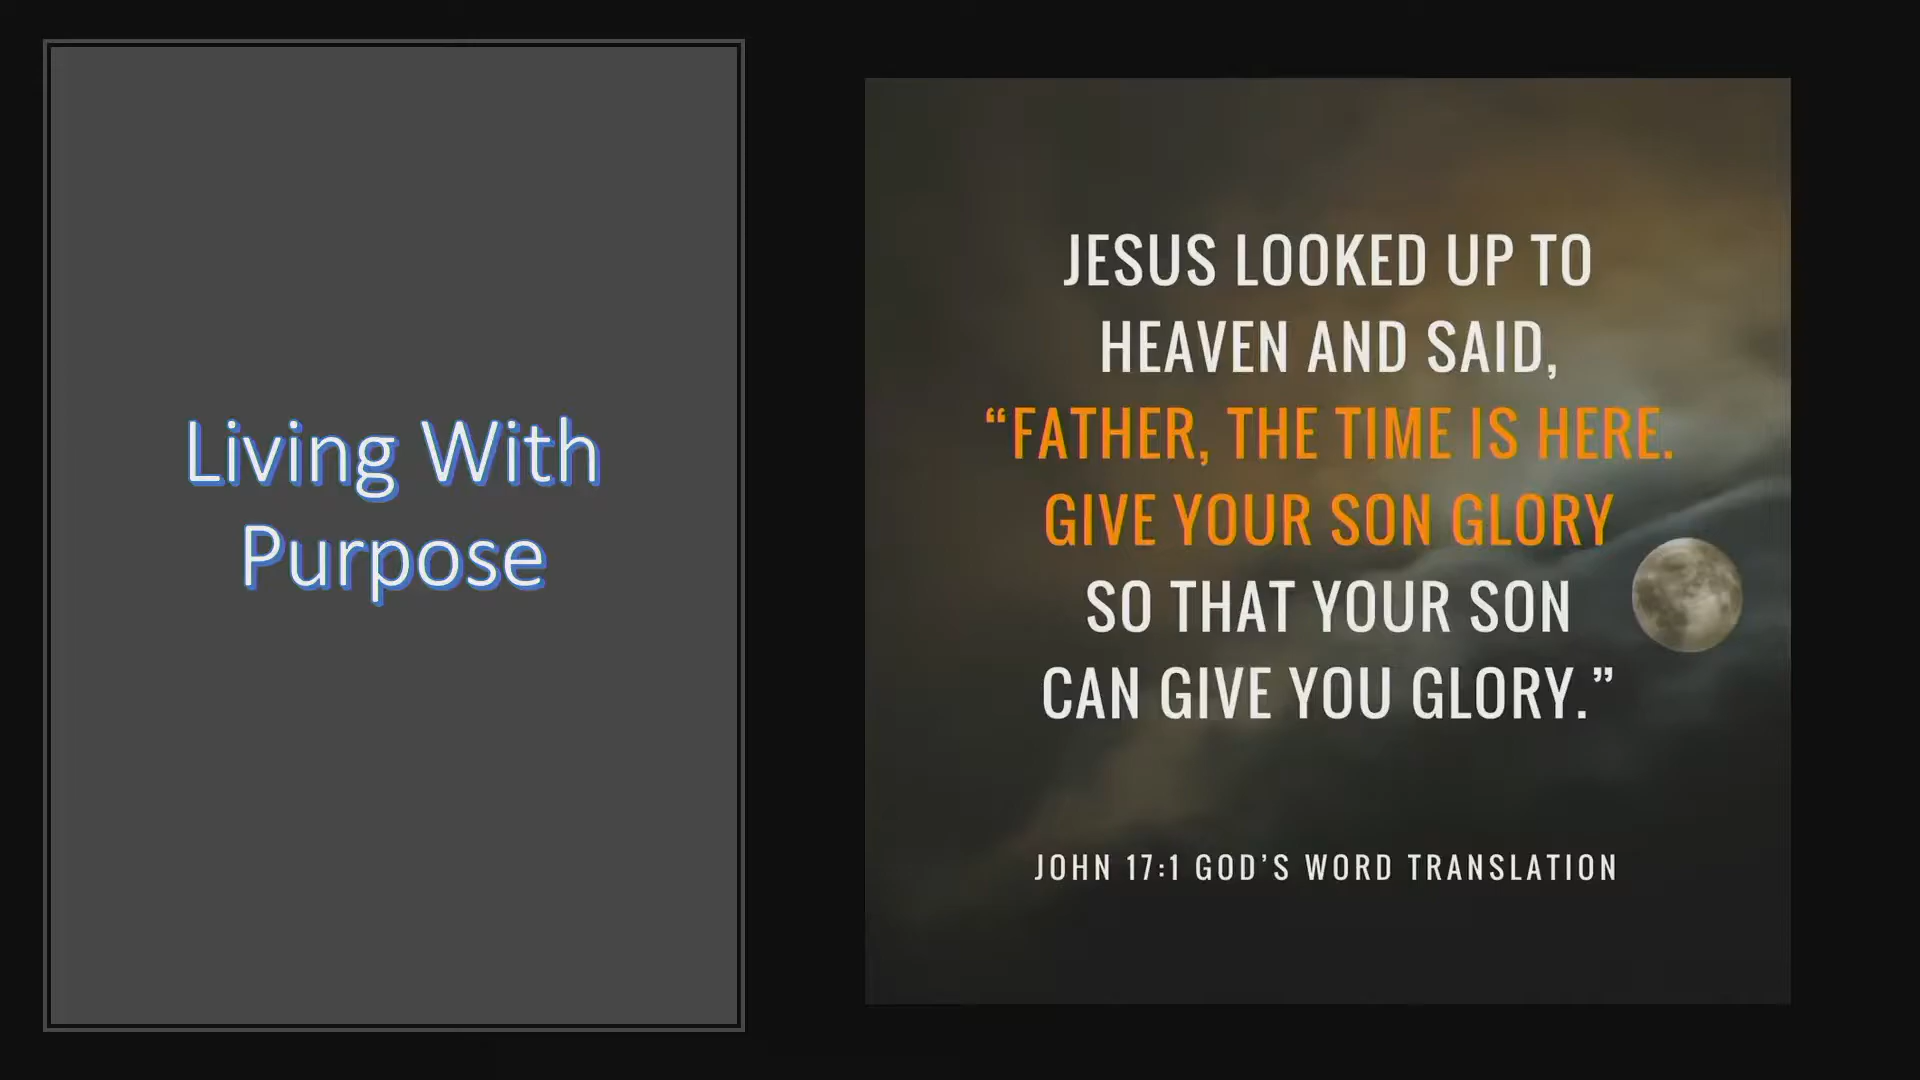 Living With
Purpose
JESUS LOOKED UP TO
HEAVEN AND SAID,
“FATHER, THE TIME IS HERE.
GIVE YOUR SON GLORY
SO THAT YOUR SON
CAN GIVE YOU GLORY.”
JOHN 17:1 GOD’S WORD TRANSLATION